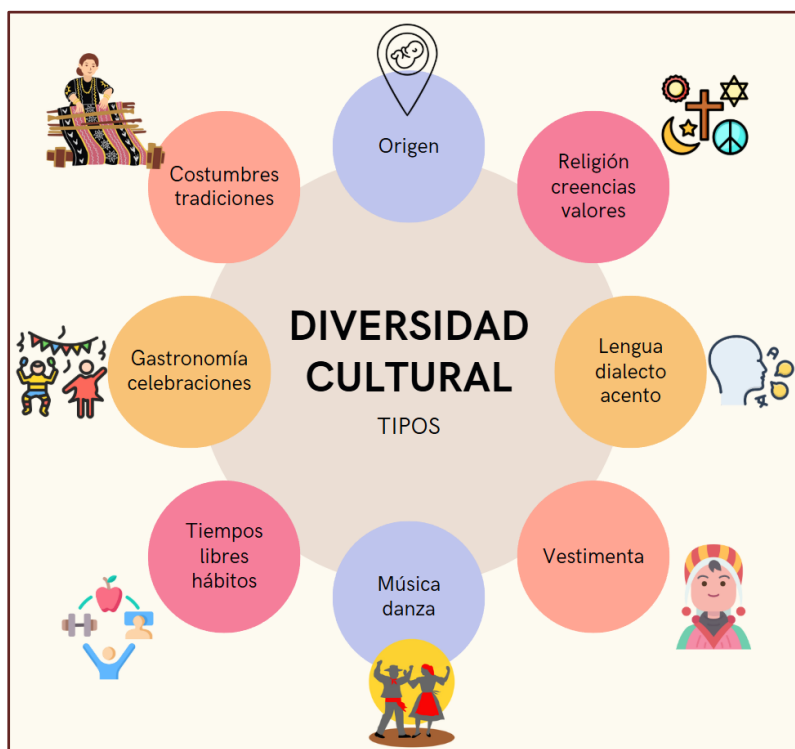 DIVERSIDAD
CULTURAL
TIPOS
Origen
Religión
creencias
valores
Lengua
dialecto
acento
Vestimenta
Música
danza
Tiempos
libres
hábitos
Gastronomía
celebraciones
Costumbres
tradiciones